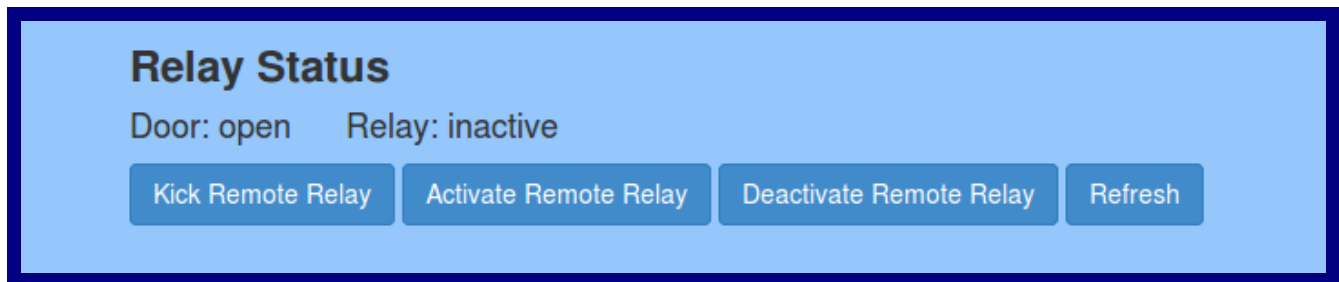 Relay Status
Door: open Relay: inactive
Kick Remote Relay Activate Remote Relay Deactivate Remote Relay Refresh